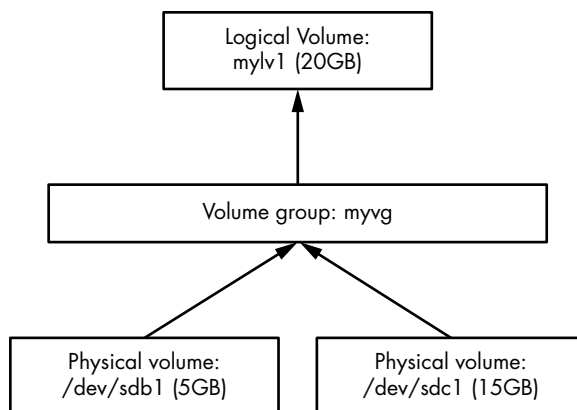 Logical Volume:
mylv1 (20GB)
Volume group: myvg
Physical volume:
/dev/sdb1 (5GB)
Physical volume:
/dev/sdc1 (15GB)